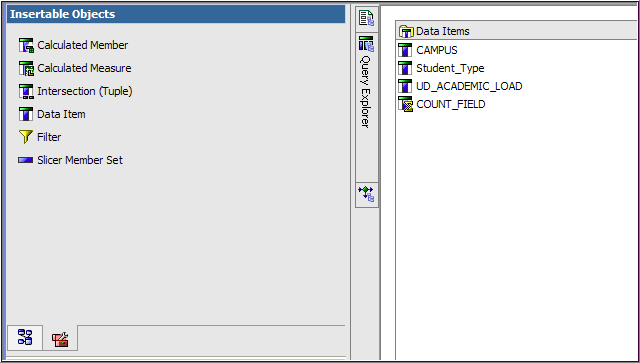 Insertable Objects
Calculated Member
Calculated Measure
Intersection (Tuple)
Data Item
Filter
Slicer Member Set
Query Explorer
Data Items
CAMPUS
Student_Type
UD_ACADEMIC_LOAD
COUNT_FIELD